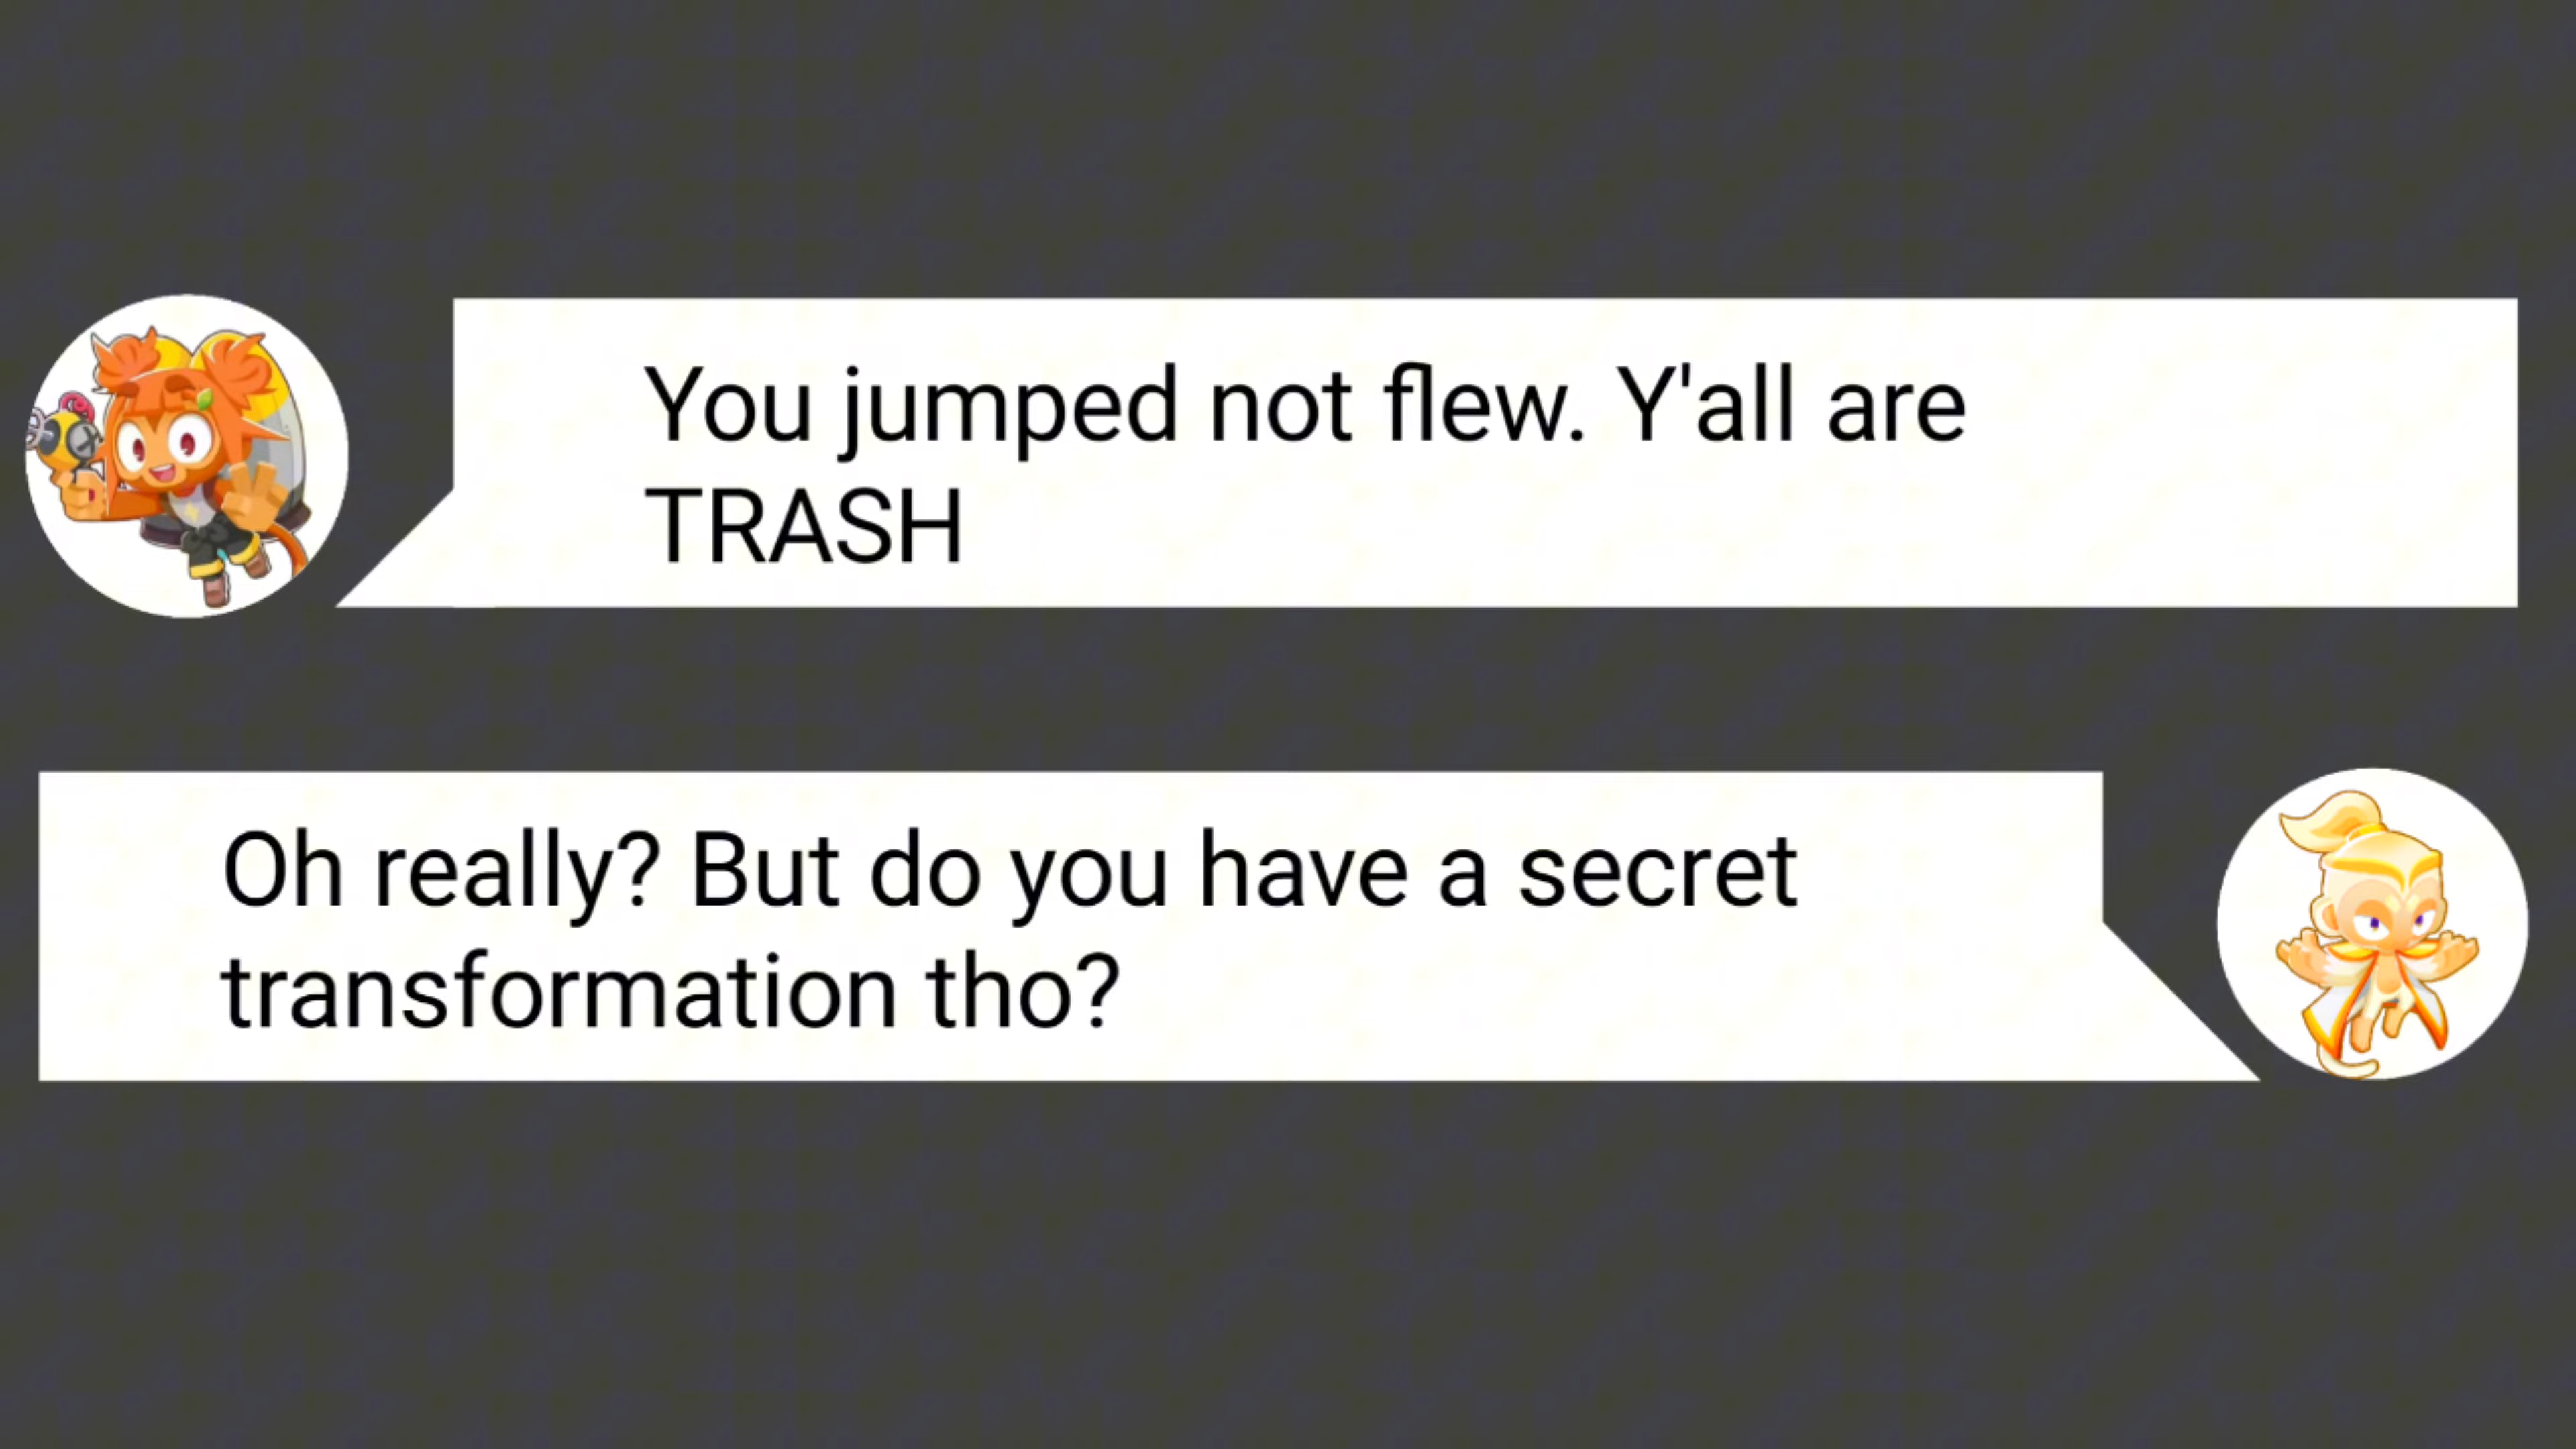 You jumped not flew. Y'all are
TRASH
Oh really? But do you have a secret
transformation tho?